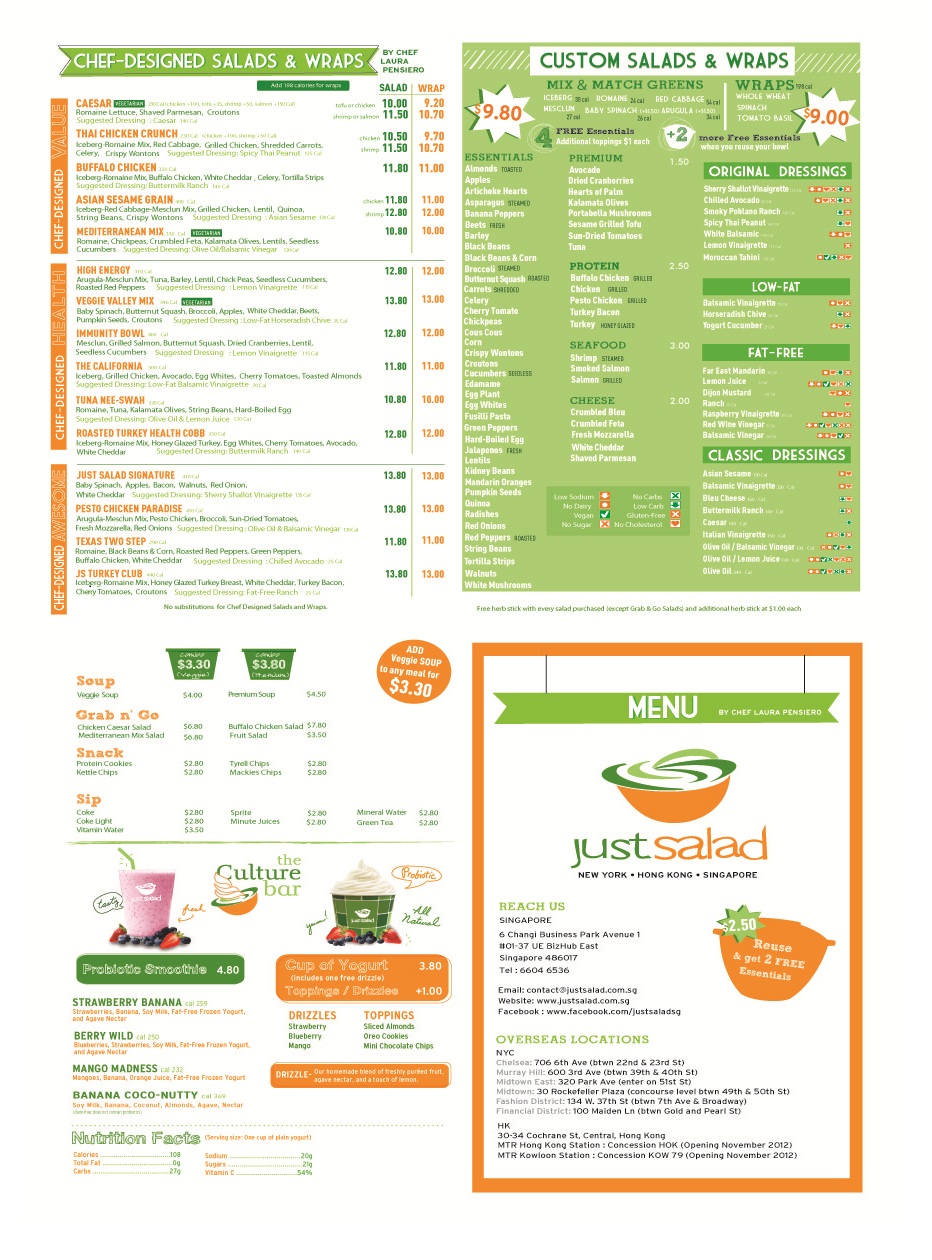 CHEF-DESIGNED SALADS & WRAPS
BY CHEF
LAURA
PENSIERO
Add 198 calories for wraps
SALAD WRAP
CHEF-DESIGNED VALUE
CAESAR VEGETARIAN tofu or chicken 10.00 9.20
Romaine Lettuce, Shaved Parmesan, Croutons shrimp or salmon 11.50 10.70
Suggested Dressing : Caesar
THAI CHICKEN CRUNCH chicken 10.50 9.70
Iceberg-Romaine Mix, Red Cabbage, Grilled Chicken, Shredded Carrots, shrimp 11.50 10.70
Celery, Crispy Wontons Suggested Dressing: Spicy Thai Peanut
BUFFALO CHICKEN 11.80 11.00
Iceberg-Romaine Mix, Buffalo Chicken, White Cheddar , Celery, Tortilla Strips
Suggested Dressing: Buttermilk Ranch
ASIAN SESAME GRAIN chicken 11.80 11.00
Iceberg-Red Cabbage-Mesclun Mix, Grilled Chicken, Lentil, Quinoa, shrimp 12.80 12.00
String Beans, Crispy Wontons Suggested Dressing : Asian Sesame
MEDITERRANEAN MIX VEGETARIAN 10.80 10.00
Romaine, Chickpeas, Crumbled Feta, Kalamata Olives, Lentils, Seedless
Cucumbers Suggested Dressing: Olive Oil/Balsamic Vinegar
CHEF-DESIGNED HEALTH
HIGH ENERGY 12.80 12.00
Arugula-Mesclun Mix, Tuna, Barley, Lentil, Chick Peas, Seedless Cucumbers,
Roasted Red Peppers Suggested Dressing : Lemon Vinaigrette
VEGGIE VALLEY MIX VEGETARIAN 13.80 13.00
Baby Spinach, Butternut Squash, Broccoli, Apples, White Cheddar, Beets,
Pumpkin Seeds, Croutons Suggested Dressing : Low-Fat Horseradish Chive
IMMUNITY BOWL 12.80 12.00
Mesclun, Grilled Salmon, Butternut Squash, Dried Cranberries, Lentil,
Seedless Cucumbers Suggested Dressing : Lemon Vinaigrette
THE CALIFORNIA 11.80 11.00
Iceberg, Grilled Chicken, Avocado, Egg Whites, Cherry Tomatoes, Toasted Almonds
Suggested Dressing: Low-Fat Balsamic Vinaigrette
TUNA NEE-SWAH 10.80 10.00
Romaine, Tuna, Kalamata Olives, String Beans, Hard-Boiled Egg
Suggested Dressing: Olive Oil & Lemon Juice
ROASTED TURKEY HEALTH COBB 12.80 12.00
Iceberg-Romaine Mix, Honey Glazed Turkey, Egg Whites, Cherry Tomatoes, Avocado,
White Cheddar Suggested Dressing: Buttermilk Ranch
CHEF-DESIGNED AWESOME
JUST SALAD SIGNATURE 13.80 13.00
Baby Spinach, Apples, Bacon, Walnuts, Red Onion,
White Cheddar Suggested Dressing: Sherry Shallot Vinaigrette
PESTO CHICKEN PARADISE 13.80 13.00
Arugula-Mesclun Mix, Pesto Chicken, Broccoli, Sun-Dried Tomatoes,
Fresh Mozzarella, Red Onions Suggested Dressing : Olive Oil & Balsamic Vinegar
TEXAS TWO STEP 11.80 11.00
Romaine, Black Beans & Corn, Roasted Red Peppers, Green Peppers,
Buffalo Chicken, White Cheddar Suggested Dressing : Chilled Avocado
JS TURKEY CLUB 13.80 13.00
Iceberg-Romaine Mix, Honey Glazed Turkey Breast, White Cheddar, Turkey Bacon,
Cherry Tomatoes, Croutons Suggested Dressing: Fat-Free Ranch
No substitutions for Chef Designed Salads and Wraps.
CUSTOM SALADS & WRAPS
$9.80
MIX & MATCH GREENS
ICEBERG ROMAINE RED CABBAGE
MESCLUN BABY SPINACH ARUGULA
WRAPS
WHOLE WHEAT
SPINACH
TOMATO BASIL
$9.00
4 FREE Essentials
Additional toppings $1 each
+2 more Free Essentials
when you reuse your bowl
ESSENTIALS
Almonds TOASTED
Apples
Artichoke Hearts
Asparagus STEAMED
Banana Peppers
Beets FRESH
Barley
Black Beans
Black Beans & Corn
Broccoli STEAMED
Butternut Squash ROASTED
Carrots SHREDDED
Celery
Cherry Tomato
Chickpeas
Cous Cous
Corn
Crispy Wontons
Croutons
Cucumbers SEEDLESS
Edamame
Egg Plant
Egg Whites
Fusilli Pasta
Green Peppers
Hard-Boiled Egg
Jalapenos FRESH
Lentils
Kidney Beans
Mandarin Oranges
Pumpkin Seeds
Quinoa
Radishes
Red Onions
Red Peppers ROASTED
String Beans
Tortilla Strips
Walnuts
White Mushrooms
PREMIUM 1.50
Avocado
Dried Cranberries
Hearts of Palm
Kalamata Olives
Portabella Mushrooms
Sesame Grilled Tofu
Sun-Dried Tomatoes
Tuna
PROTEIN 2.50
Buffalo Chicken GRILLED
Chicken GRILLED
Pesto Chicken GRILLED
Turkey Bacon
Turkey HONEY GLAZED
SEAFOOD 3.00
Shrimp STEAMED
Smoked Salmon
Salmon GRILLED
CHEESE 2.00
Crumbled Bleu
Crumbled Feta
Fresh Mozzarella
White Cheddar
Shaved Parmesan
Low Sodium No Carbs
No Dairy Low Carb
Vegan Gluten-Free
No Sugar No Cholesterol
ORIGINAL DRESSINGS
Sherry Shallot Vinaigrette
Chilled Avocado
Smoky Poblano Ranch
Spicy Thai Peanut
White Balsamic
Lemon Vinaigrette
Moroccan Tahini
LOW-FAT
Balsamic Vinaigrette
Horseradish Chive
Yogurt Cucumber
FAT-FREE
Far East Mandarin
Lemon Juice
Dijon Mustard
Ranch
Raspberry Vinaigrette
Red Wine Vinegar
Balsamic Vinegar
CLASSIC DRESSINGS
Asian Sesame
Balsamic Vinaigrette
Bleu Cheese
Buttermilk Ranch
Caesar
Italian Vinaigrette
Olive Oil / Balsamic Vinegar
Olive Oil / Lemon Juice
Olive Oil
Free herb stick with every salad purchased (except Grab & Go Salads) and additional herb stick at $1.00 each
combo
$3.30
(Veggie)
combo
$3.80
(Premium)
ADD
Veggie SOUP
to any meal for
$3.30
Soup
Veggie Soup $4.00 Premium Soup $4.50
Grab n' Go
Chicken Caesar Salad $6.80 Buffalo Chicken Salad $7.80
Mediterranean Mix Salad $6.80 Fruit Salad $3.50
Snack
Protein Cookies $2.80 Tyrell Chips $2.80
Kettle Chips $2.80 Mackies Chips $2.80
Sip
Coke $2.80 Sprite $2.80 Mineral Water $2.80
Coke Light $2.80 Minute Juices $2.80 Green Tea $2.80
Vitamin Water $3.50
the
Culture
bar
tasty
fresh
yum!
Probiotic
All
Natural
justsalad
justsalad
Probiotic Smoothie 4.80
STRAWBERRY BANANA cal 259
Strawberries, Banana, Soy Milk, Fat-Free Frozen Yogurt,
and Agave Nectar
BERRY WILD cal 250
Blueberries, Strawberries, Soy Milk, Fat-Free Frozen Yogurt,
and Agave Nectar
MANGO MADNESS cal 232
Mangoes, Banana, Orange Juice, Fat-Free Frozen Yogurt
BANANA COCO-NUTTY cal 369
Soy Milk, Banana, Coconut, Almonds, Agave, Nectar
Cup of Yogurt 3.80
(includes one free drizzle)
Toppings / Drizzles +1.00
DRIZZLES TOPPINGS
Strawberry Sliced Almonds
Blueberry Oreo Cookies
Mango Mini Chocolate Chips
DRIZZLE- Our homemade blend of freshly puréed fruit,
agave nectar, and a touch of lemon.
Nutrition Facts (Serving size: One cup of plain yogurt)
Calories 108 Sodium 20g
Total Fat 0g Sugars 21g
Carbs 27g Vitamin C 54%
MENU BY CHEF LAURA PENSIERO
justsalad
NEW YORK • HONG KONG • SINGAPORE
REACH US
SINGAPORE
6 Changi Business Park Avenue 1
#01-37 UE BizHub East
Singapore 486017
Tel : 6604 6536
Email: contact@justsalad.com.sg
Website: www.justsalad.com.sg
Facebook : www.facebook.com/justsaladsg
$2.50
Reuse
& get 2 FREE
Essentials
OVERSEAS LOCATIONS
NYC
Chelsea: 706 6th Ave (btwn 22nd & 23rd St)
Murray Hill: 600 3rd Ave (btwn 39th & 40th St)
Midtown East: 320 Park Ave (enter on 51st St)
Midtown: 30 Rockefeller Plaza (concourse level btwn 49th & 50th St)
Fashion District: 134 W. 37th St (btwn 7th Ave & Broadway)
Financial District: 100 Maiden Ln (btwn Gold and Pearl St)
HK
30-34 Cochrane St, Central, Hong Kong
MTR Hong Kong Station : Concession HOK (Opening November 2012)
MTR Kowloon Station : Concession KOW 79 (Opening November 2012)